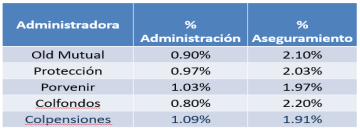 Administradora % Administración % Aseguramiento
Old Mutual 0.90% 2.10%
Protección 0.97% 2.03%
Porvenir 1.03% 1.97%
Colfondos 0.80% 2.20%
Colpensiones 1.09% 1.91%